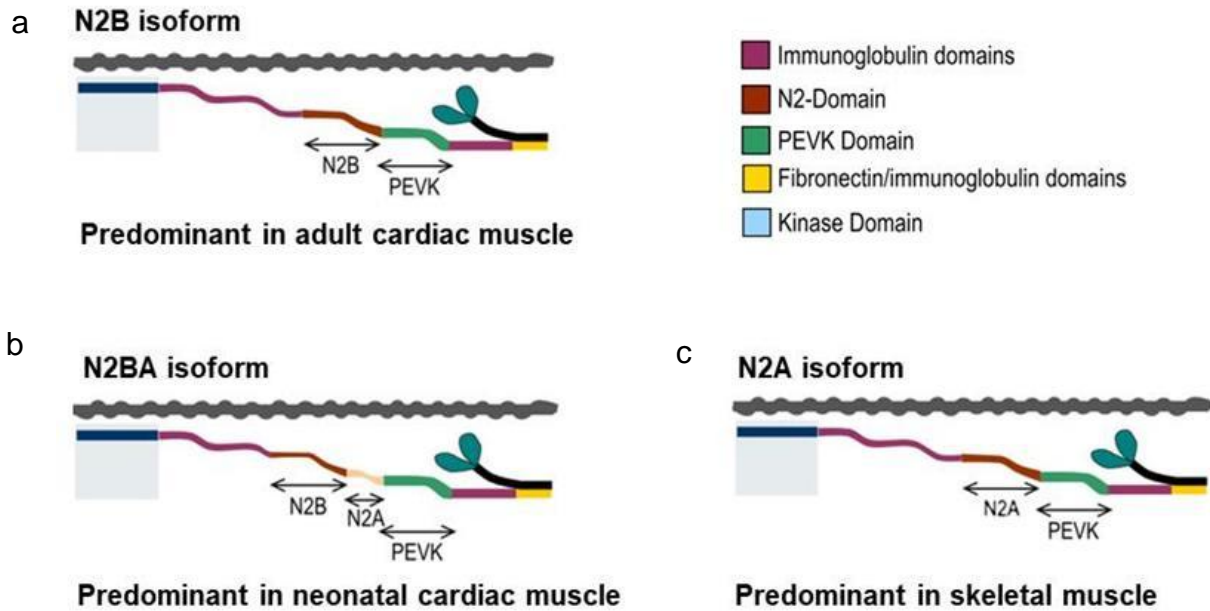 a
N2B isoform
N2B
PEVK
Predominant in adult cardiac muscle
Immunoglobulin domains
N2-Domain
PEVK Domain
Fibronectin/immunoglobulin domains
Kinase Domain
b
N2BA isoform
N2B
N2A
PEVK
Predominant in neonatal cardiac muscle
c
N2A isoform
N2A
PEVK
Predominant in skeletal muscle